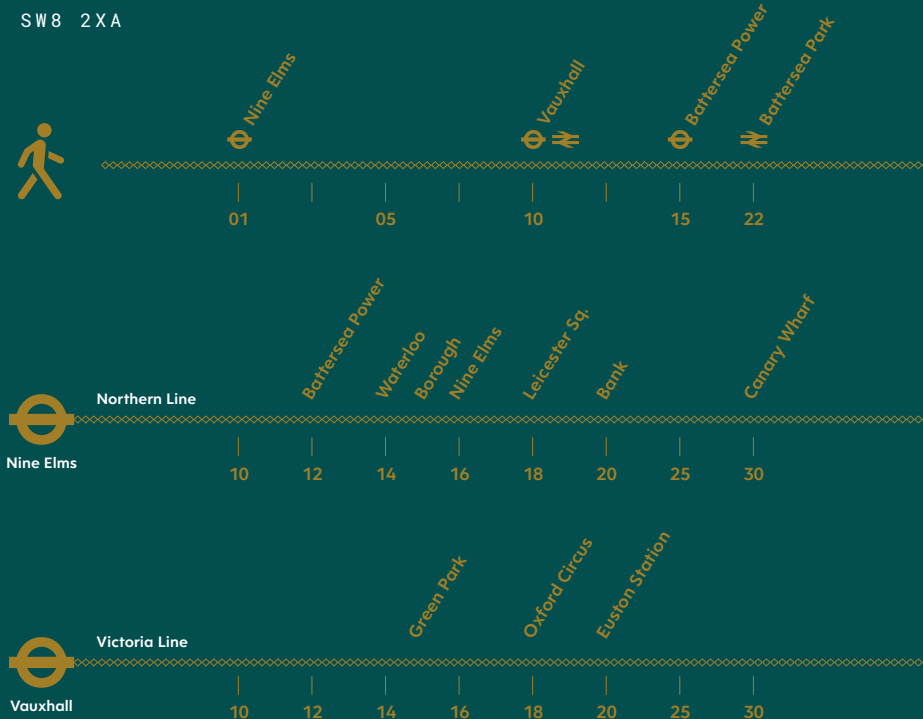 SW8 2XA
Nine Elms
Vauxhall
Battersea Power
Battersea Park
01
05
10
15
22
Battersea Power
Waterloo
Borough
Nine Elms
Leicester Sq.
Bank
Canary Wharf
Northern Line
Nine Elms
10
12
14
16
18
20
25
30
Green Park
Oxford Circus
Euston Station
Victoria Line
Vauxhall
10
12
14
16
18
20
25
30